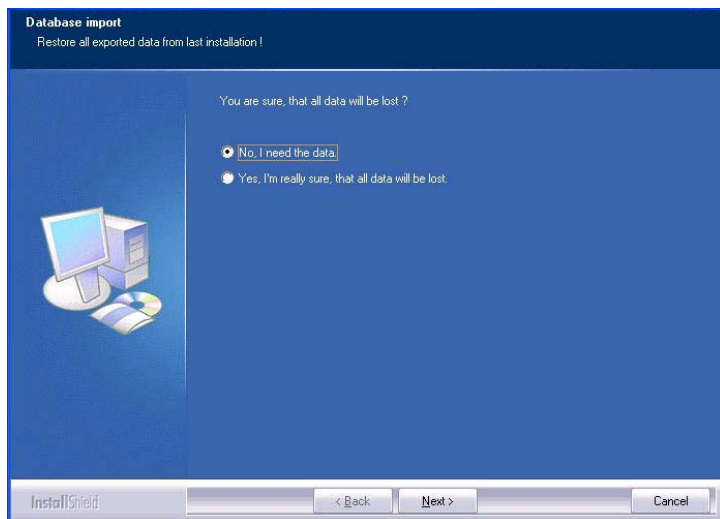 Database import
Restore all exported data from last installation !
You are sure, that all data will be lost ?
No, I need the data.
Yes, I'm really sure, that all data will be lost.
InstallShield
< Back
Next >
Cancel